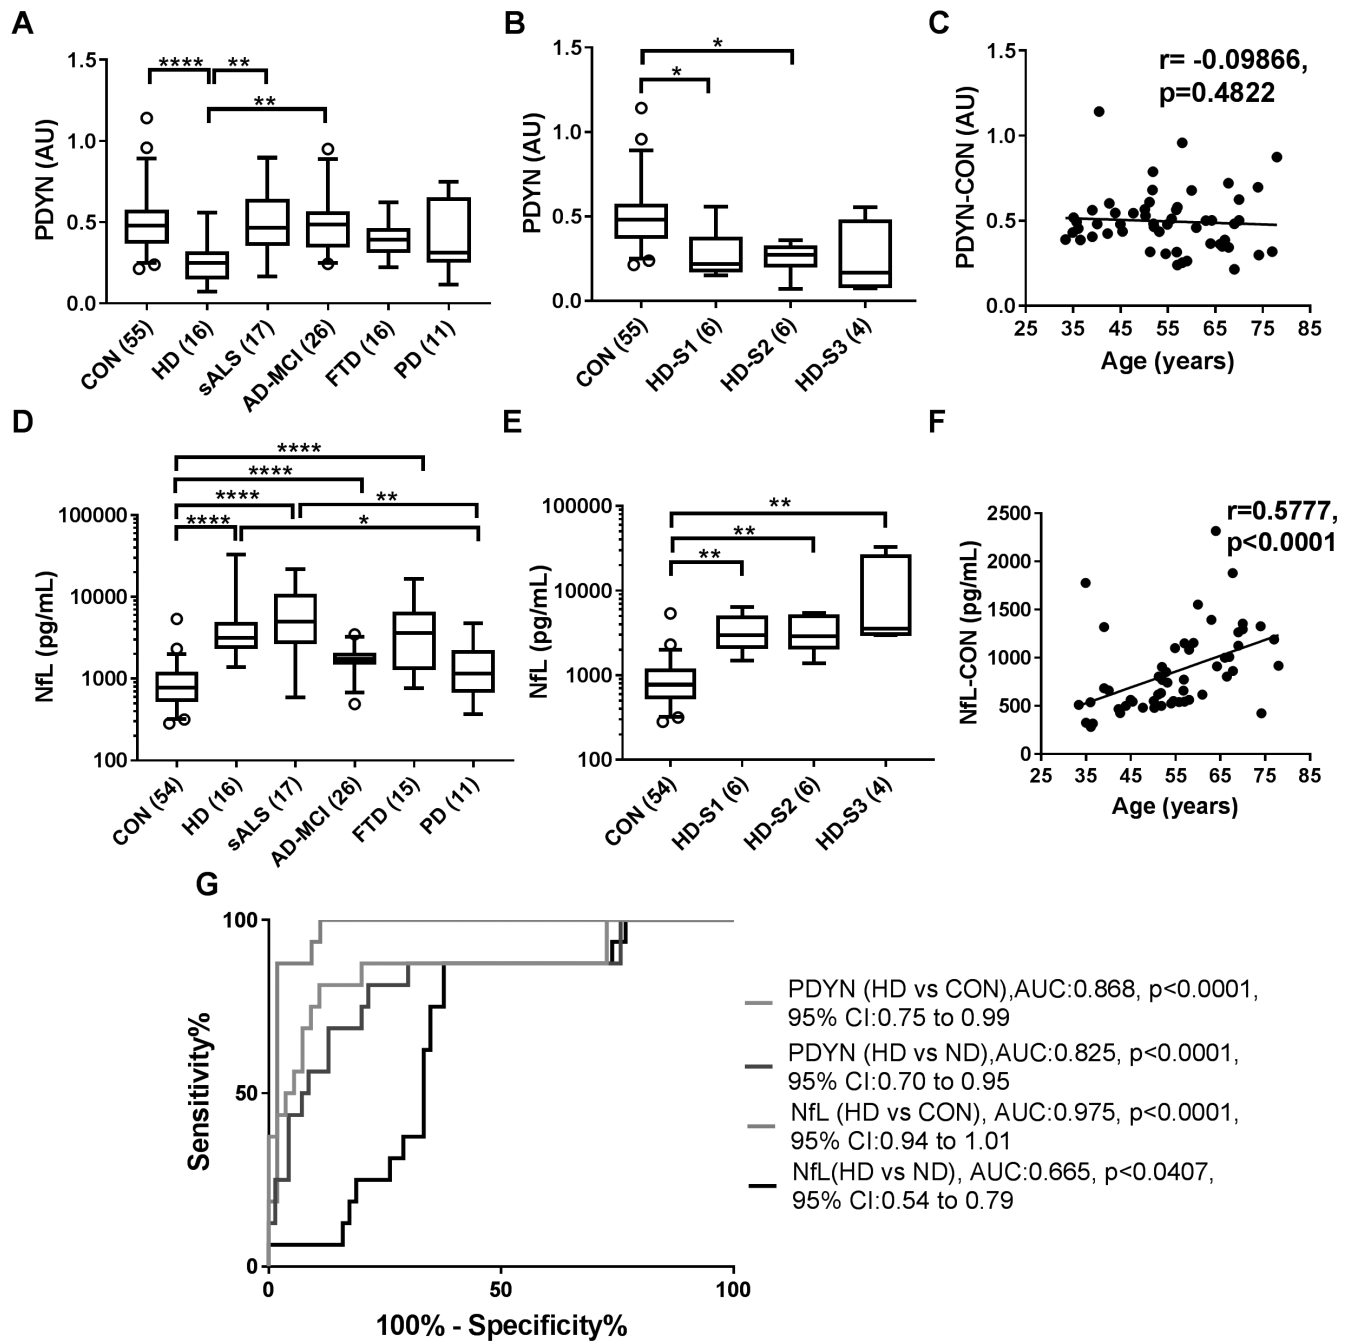 A
1.5
1.0
0.5
0.0
PDYN (AU)
****
**
**
CON (55)
HD (16)
sALS (17)
AD-MCI (26)
FTD (16)
PD (11)
B
1.5
1.0
0.5
0.0
PDYN (AU)
*
*
CON (55)
HD-S1 (6)
HD-S2 (6)
HD-S3 (4)
C
r= -0.09866,
p=0.4822
1.5
1.0
0.5
0.0
PDYN-CON (AU)
25 35 45 55 65 75 85
Age (years)
D
****
****
****
**
****
*
100000
10000
1000
100
NfL (pg/mL)
CON (54)
HD (16)
sALS (17)
AD-MCI (26)
FTD (15)
PD (11)
E
**
**
**
100000
10000
1000
100
NfL (pg/mL)
CON (54)
HD-S1 (6)
HD-S2 (6)
HD-S3 (4)
F
r=0.5777,
p<0.0001
2500
2000
1500
1000
500
0
NfL-CON (pg/mL)
25 35 45 55 65 75 85
Age (years)
G
100
50
0
Sensitivity%
0 50 100
100% - Specificity%
PDYN (HD vs CON),AUC:0.868, p<0.0001,
95% CI:0.75 to 0.99
PDYN (HD vs ND),AUC:0.825, p<0.0001,
95% CI:0.70 to 0.95
NfL (HD vs CON), AUC:0.975, p<0.0001,
95% CI:0.94 to 1.01
NfL(HD vs ND), AUC:0.665, p<0.0407,
95% CI:0.54 to 0.79